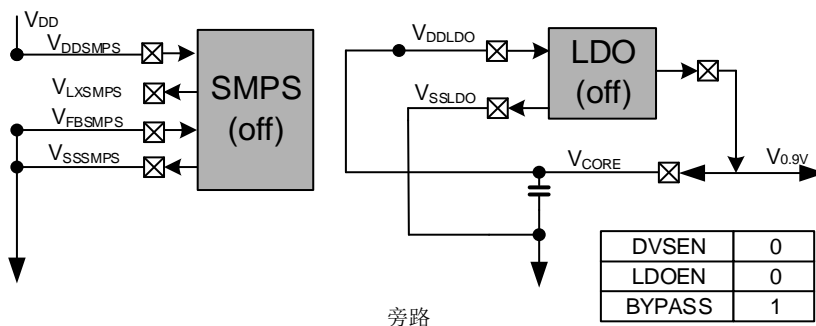 VDD
VDDSMPS
VLXSMPS
VFBSMPS
VSSSMPS
SMPS
(off)
VDDLDO
VSSLDO
LDO
(off)
VCORE
V0.9V
DVSEN 0
LDOEN 0
BYPASS 1
旁路